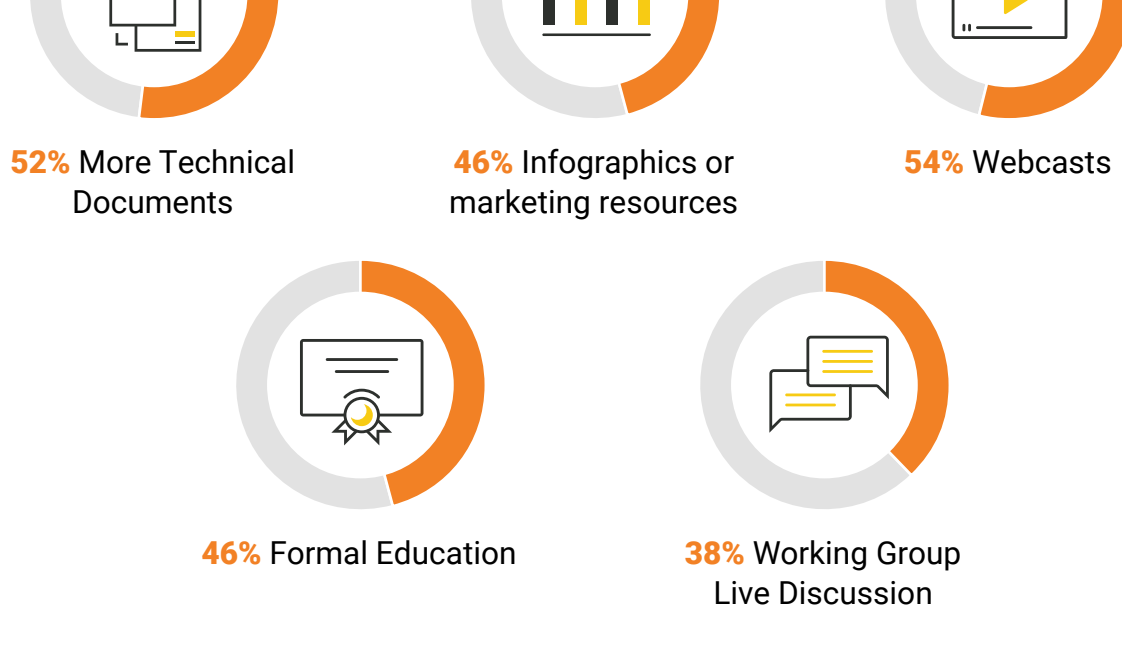 52% More Technical
Documents
46% Infographics or
marketing resources
54% Webcasts
46% Formal Education
38% Working Group
Live Discussion